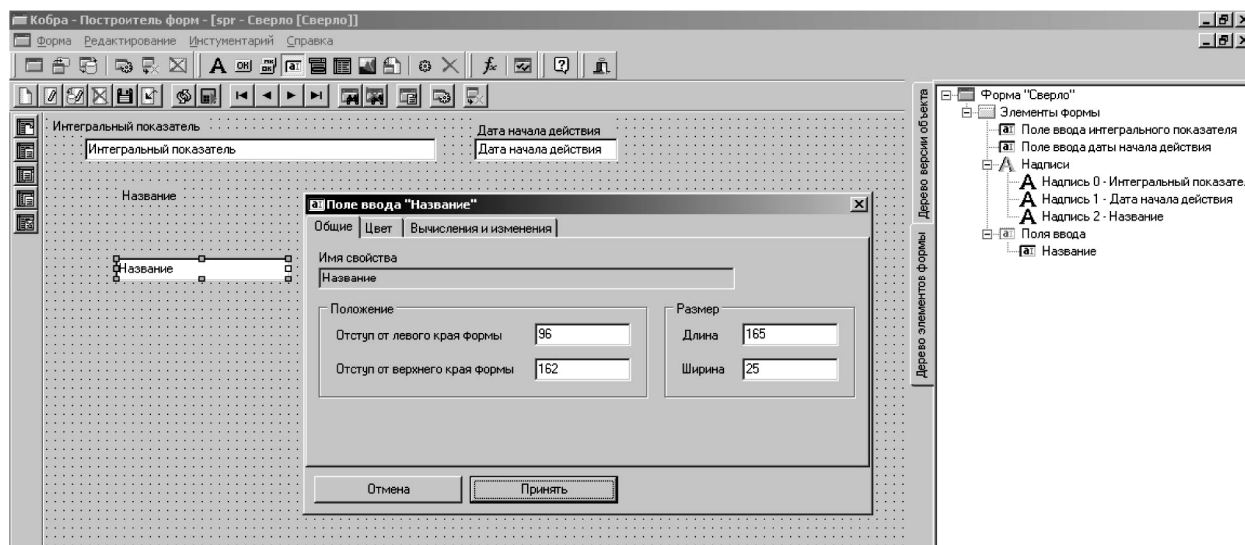 Кобра - Построитель форм - [spr - Сверло [Сверло]]
Форма Редактирование Инстументарий Справка
Интегральный показатель
Дата начала действия
Интегральный показатель
Дата начала действия
Название
Название
Поле ввода "Название"
Общие Цвет Вычисления и изменения
Имя свойства
Название
Положение
Отступ от левого края формы 96
Отступ от верхнего края формы 162
Размер
Длина 165
Ширина 25
Отмена Принять
Дерево версии объекта
Дерево элементов формы
Форма "Сверло"
Элементы формы
Поле ввода интегрального показателя
Поле ввода даты начала действия
Надписи
Надпись 0 - Интегральный показате.
Надпись 1 - Дата начала действия
Надпись 2 - Название
Поля ввода
Название